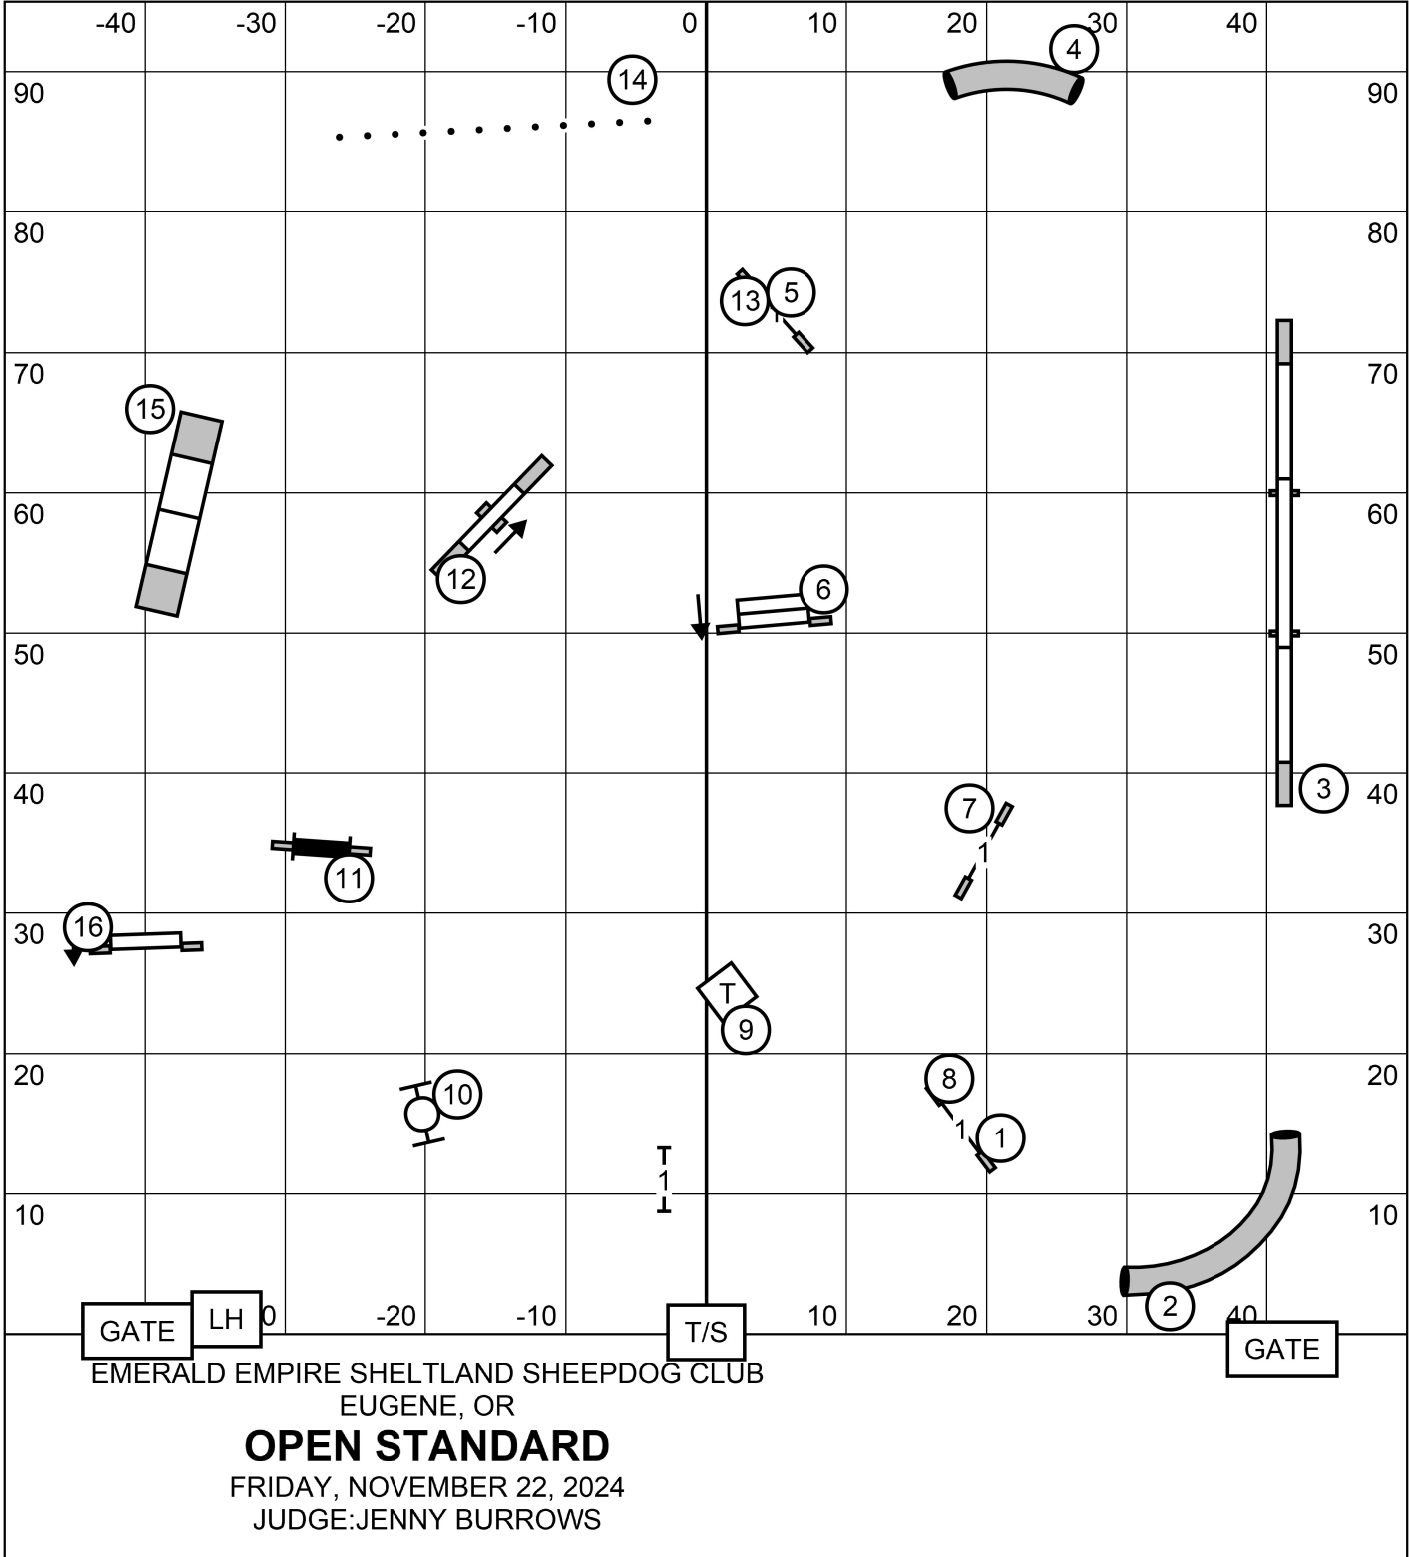 -40 -30 -20 -10 0 10 20 30 40
4
14
90 90
80 80
13 5
70 70
15
60 60
12
6
50 50
40 7 3 40
1
11
16
30 30
T
9
20 8 20
10
1 1
1
10 10
2
0 -20 -10 10 20 30 40
GATE LH T/S GATE
EMERALD EMPIRE SHELTLAND SHEEPDOG CLUB
EUGENE, OR
OPEN STANDARD
FRIDAY, NOVEMBER 22, 2024
JUDGE:JENNY BURROWS